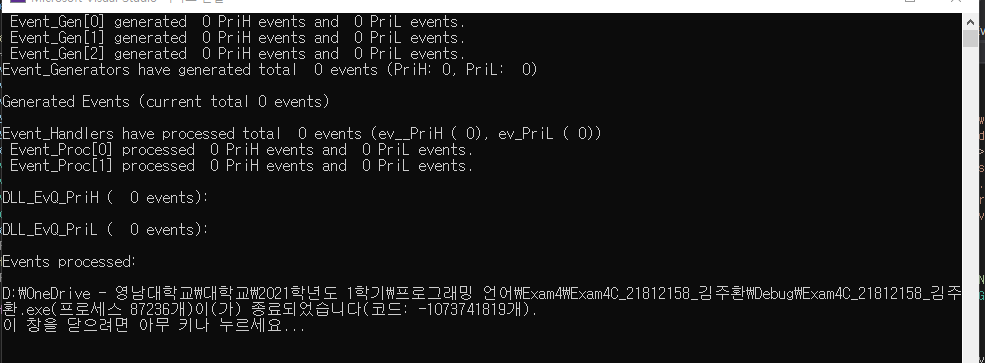 Event_Gen[0] generated  0 PriH events and  0 PriL events.
Event_Gen[1] generated  0 PriH events and  0 PriL events.
Event_Gen[2] generated  0 PriH events and  0 PriL events.
Event_Generators have generated total  0 events (PriH: 0, PriL:  0)
Generated Events (current total 0 events)
Event_Handlers have processed total  0 events (ev__PriH ( 0), ev_PriL ( 0))
Event_Proc[0] processed  0 PriH events and  0 PriL events.
Event_Proc[1] processed  0 PriH events and  0 PriL events.
DLL_EvQ_PriH (  0 events):
DLL_EvQ_PriL (  0 events):
Events processed:
D:₩OneDrive - 영남대학교₩대학교₩2021학년도 1학기₩프로그래밍 언어₩Exam4₩Exam4C_21812158_김주환₩Debug₩Exam4C_21812158_김주
환.exe(프로세스 87236개)이(가) 종료되었습니다(코드: -1073741819개).
이 창을 닫으려면 아무 키나 누르세요...